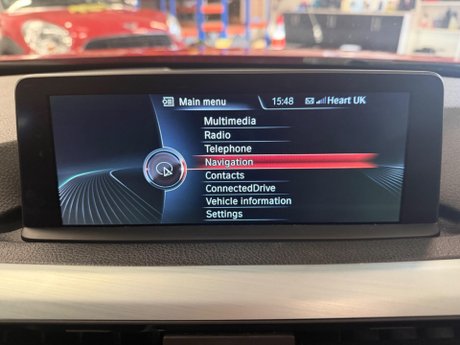 Main menu 15:48 Heart UK
Multimedia
Radio
Telephone
Navigation
Contacts
ConnectedDrive
Vehicle information
Settings